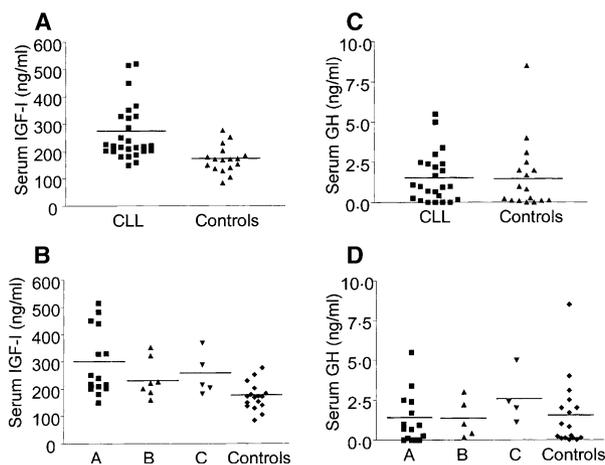 A
Serum IGF-I (ng/ml)
600
500
400
300
200
100
0
CLL Controls
C
Serum GH (ng/ml)
10·0
7·5
5·0
2·5
0·0
CLL Controls
B
Serum IGF-I (ng/ml)
600
500
400
300
200
100
0
A B C Controls
D
Serum GH (ng/ml)
10·0
7·5
5·0
2·5
0·0
A B C Controls